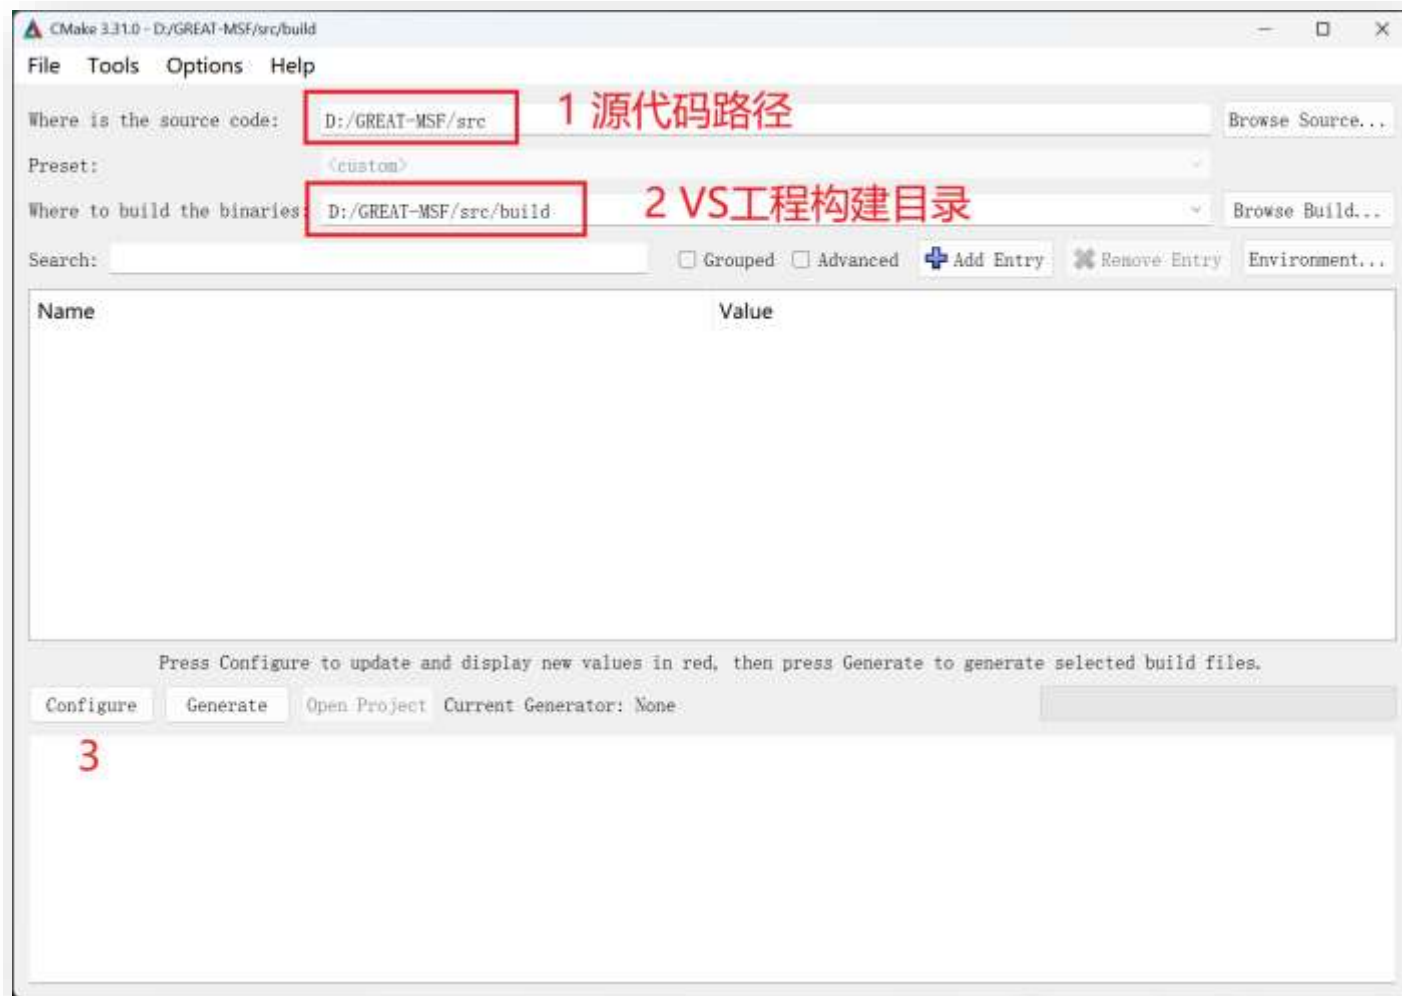 CMake 3.31.0 - D:/GREAT-MSF/src/build
File Tools Options Help
Where is the source code: D:/GREAT-MSF/src 1 源代码路径 Browse Source...
Preset: <custom>
Where to build the binaries: D:/GREAT-MSF/src/build 2 VS工程构建目录 Browse Build...
Search: Grouped Advanced Add Entry Remove Entry Environment...
Name Value
Press Configure to update and display new values in red, then press Generate to generate selected build files.
Configure Generate Open Project Current Generator: None
3